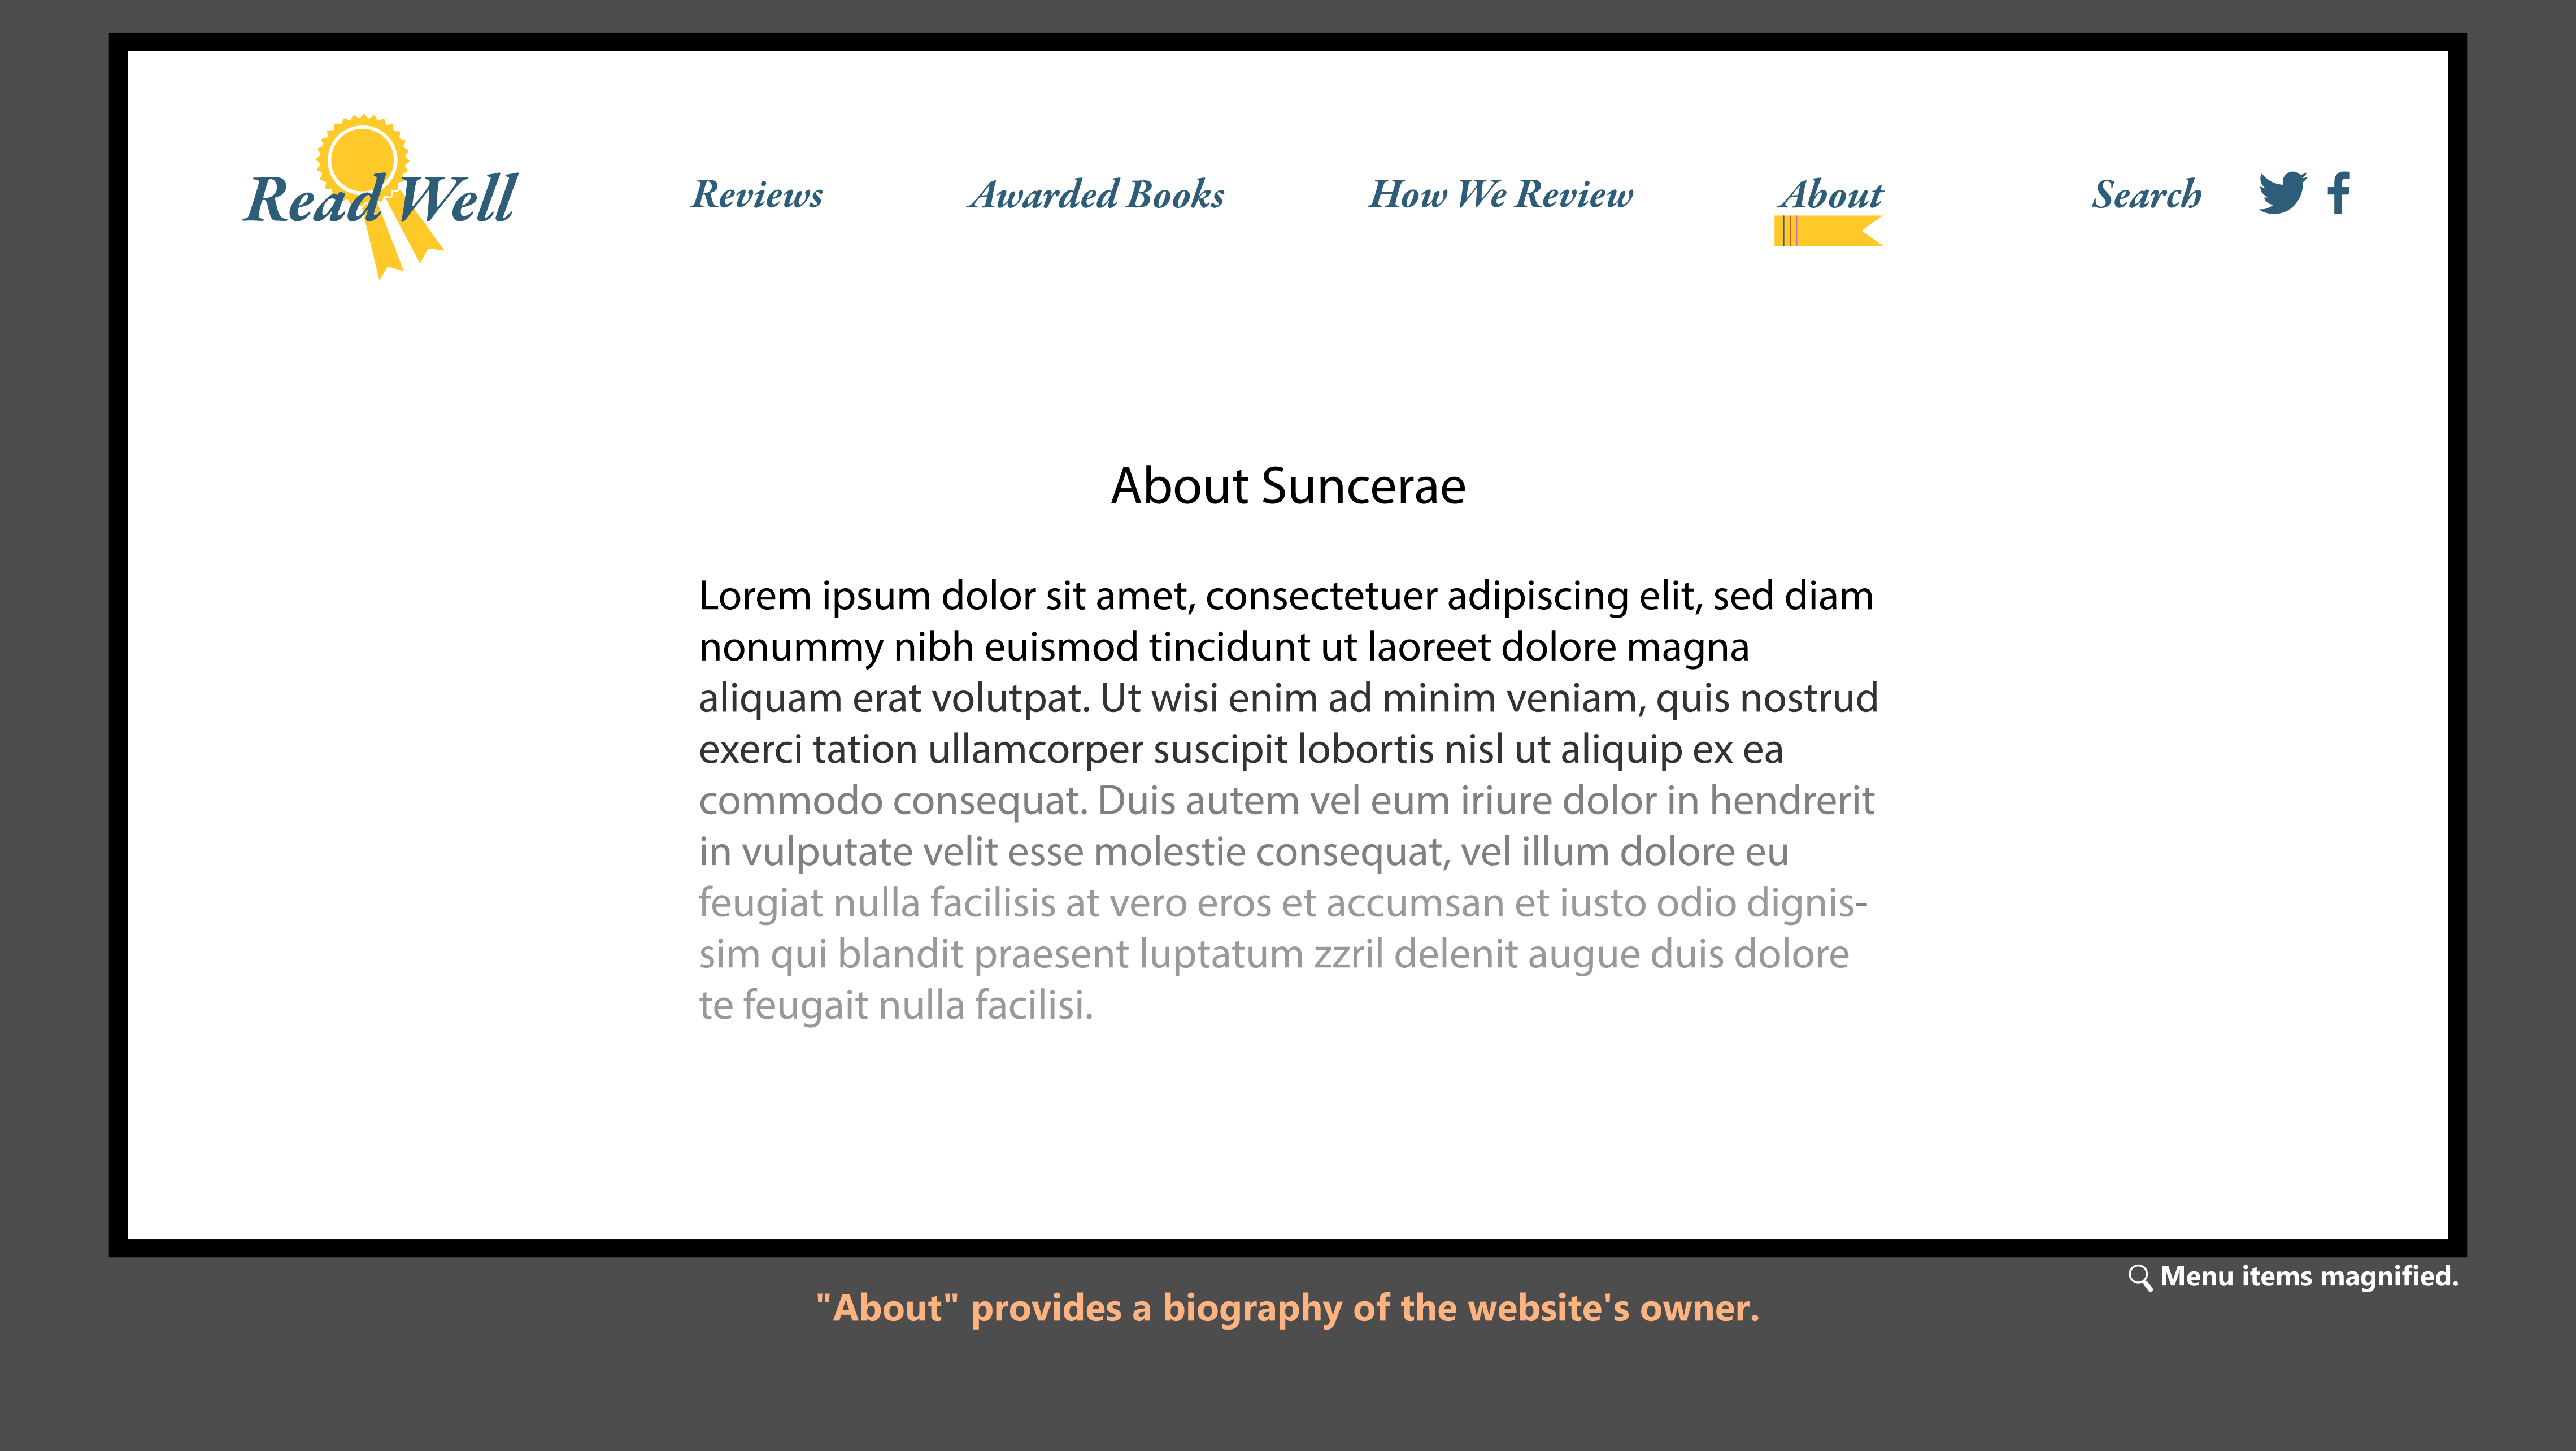 Read Well
Reviews
Awarded Books
How We Review
About
Search
About Suncerae
Lorem ipsum dolor sit amet, consectetuer adipiscing elit, sed diam
nonummy nibh euismod tincidunt ut laoreet dolore magna
aliquam erat volutpat. Ut wisi enim ad minim veniam, quis nostrud
exerci tation ullamcorper suscipit lobortis nisl ut aliquip ex ea
commodo consequat. Duis autem vel eum iriure dolor in hendrerit
in vulputate velit esse molestie consequat, vel illum dolore eu
feugiat nulla facilisis at vero eros et accumsan et iusto odio dignis-
sim qui blandit praesent luptatum zzril delenit augue duis dolore
te feugait nulla facilisi.
Menu items magnified.
"About" provides a biography of the website's owner.